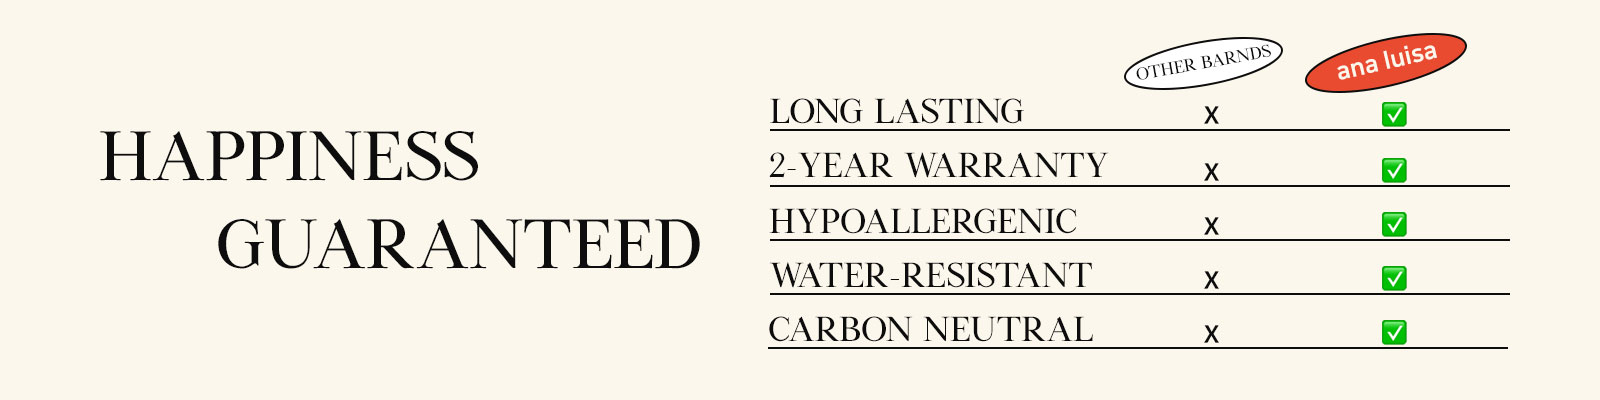 HAPPINESS
GUARANTEED
OTHER BARNDS
ana luisa
LONG LASTING X ✅
2-YEAR WARRANTY X ✅
HYPOALLERGENIC X ✅
WATER-RESISTANT X ✅
CARBON NEUTRAL X ✅